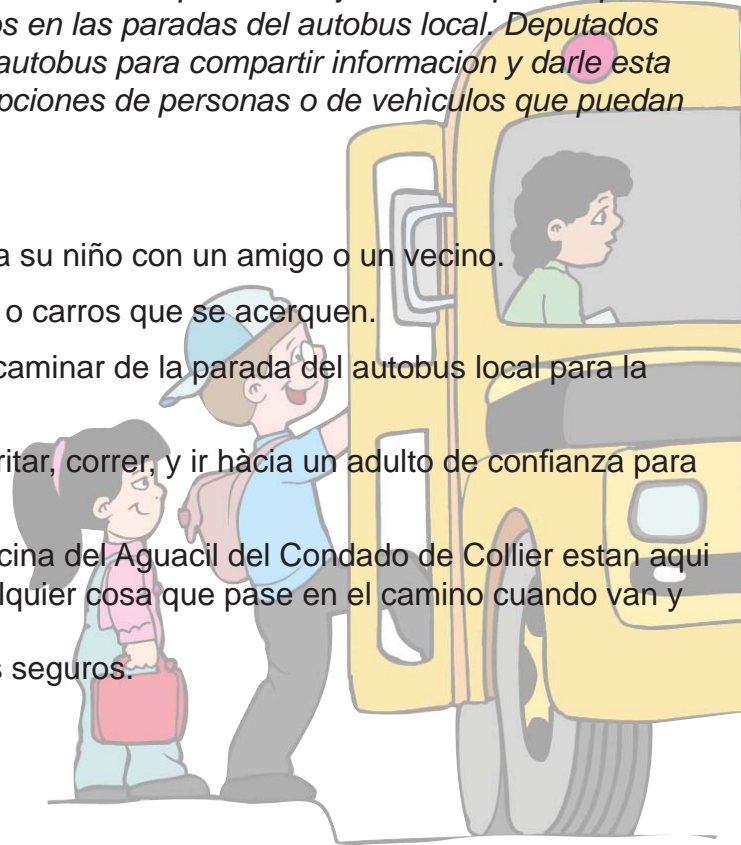 os en las paradas del autobus local. Deputados
autobus para compartir informacion y darle esta
pciones de personas o de vehìculos que puedan
a su niño con un amigo o un vecino.
o carros que se acerquen.
caminar de la parada del autobus local para la
ritar, correr, y ir hàcia un adulto de confianza para
cina del Aguacil del Condado de Collier estan aqui
lquier cosa que pase en el camino cuando van y
s seguros.